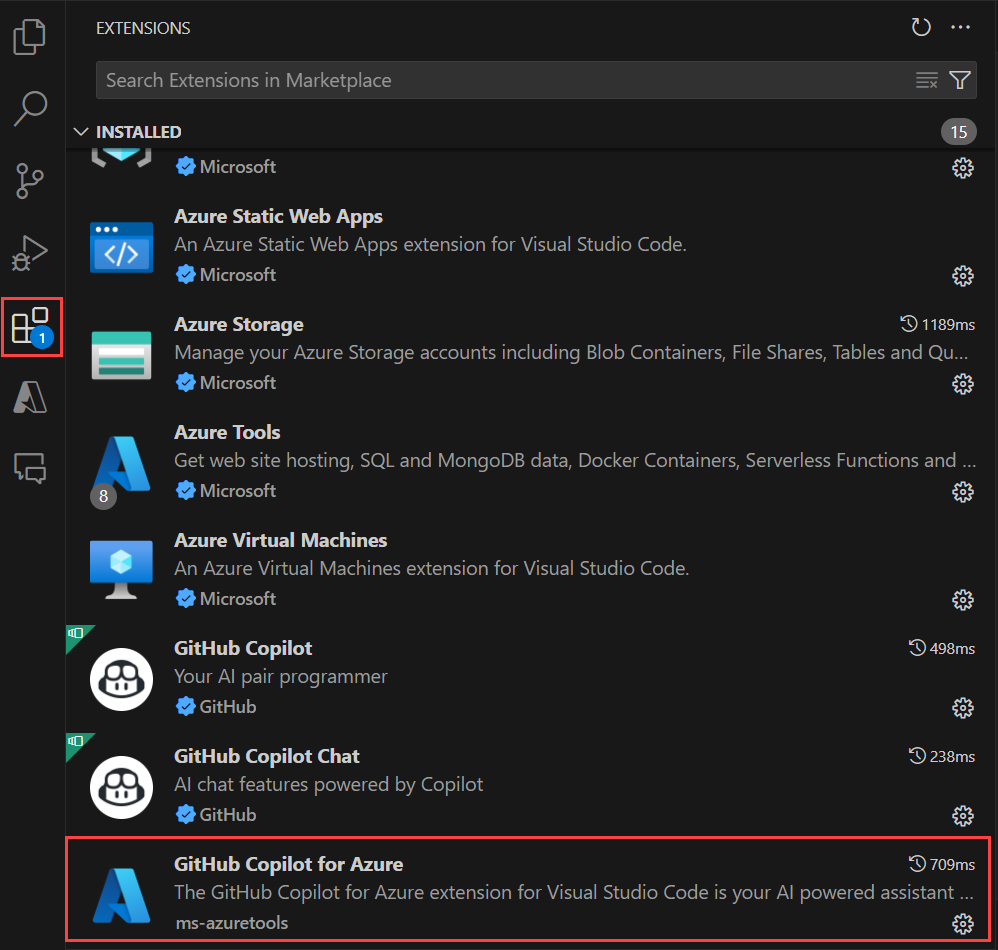 EXTENSIONS
Search Extensions in Marketplace
INSTALLED 15
Microsoft
Azure Static Web Apps
An Azure Static Web Apps extension for Visual Studio Code.
Microsoft
Azure Storage 1189ms
Manage your Azure Storage accounts including Blob Containers, File Shares, Tables and Qu...
Microsoft
1
Azure Tools
Get web site hosting, SQL and MongoDB data, Docker Containers, Serverless Functions and ...
8 Microsoft
Azure Virtual Machines
An Azure Virtual Machines extension for Visual Studio Code.
Microsoft
GitHub Copilot 498ms
Your AI pair programmer
GitHub
GitHub Copilot Chat 238ms
AI chat features powered by Copilot
GitHub
GitHub Copilot for Azure 709ms
The GitHub Copilot for Azure extension for Visual Studio Code is your AI powered assistant ...
ms-azuretools